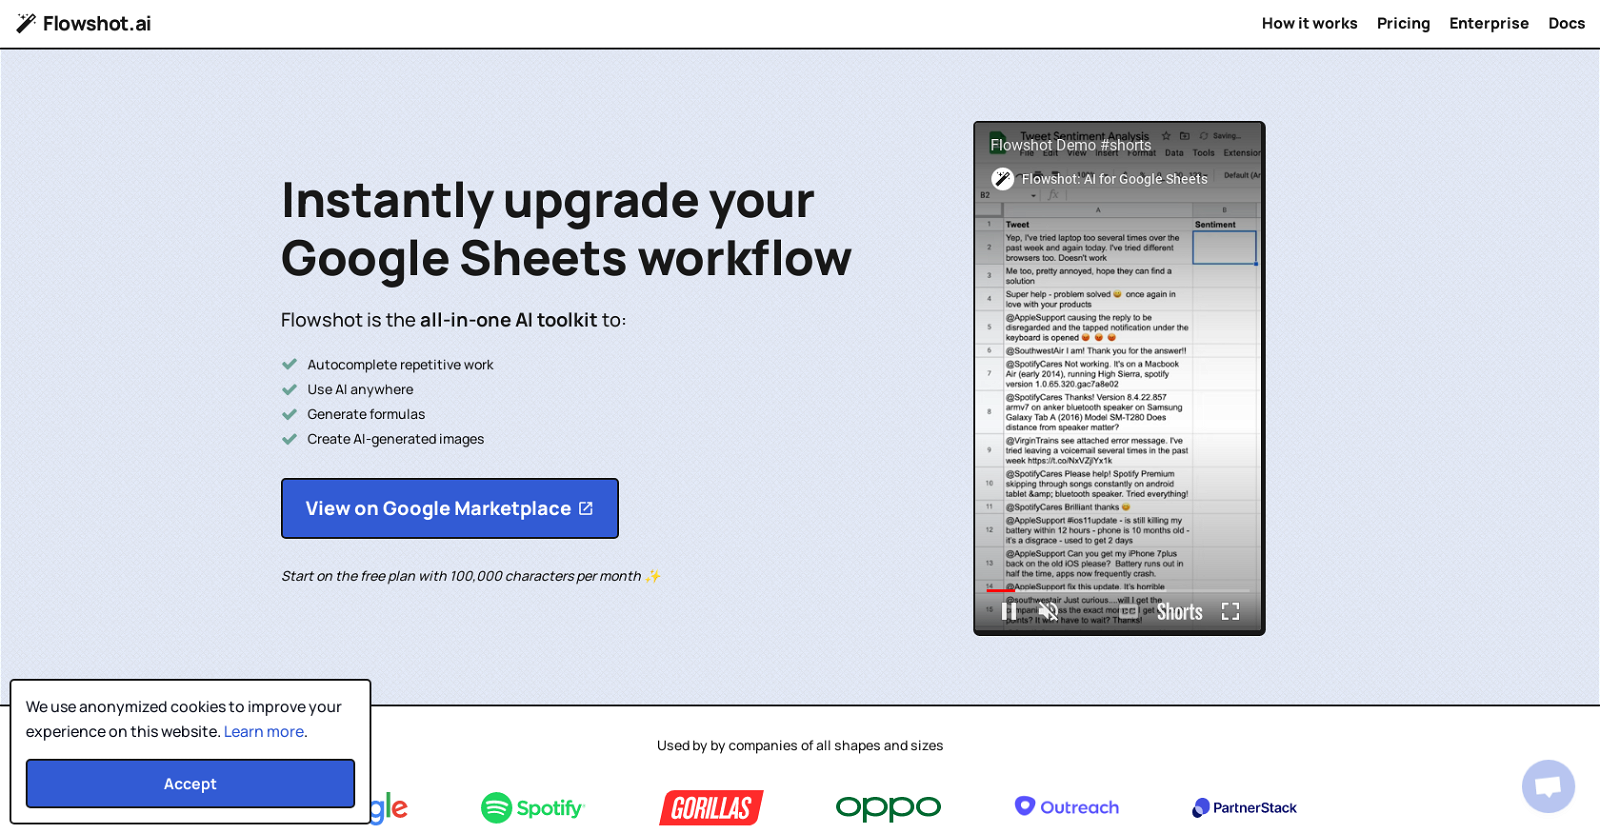 Flowshot.ai
How it works
Pricing
Enterprise
Docs
Instantly upgrade your
Google Sheets workflow
Flowshot is the all-in-one AI toolkit to:
Autocomplete repetitive work
Use AI anywhere
Generate formulas
Create AI-generated images
View on Google Marketplace
Start on the free plan with 100,000 characters per month ✨
Tweet Sentiment Analysis
Saving...
Flowshot Demo #shorts
File Edit View Insert Format Data Tools Extension
Flowshot: AI for Google Sheets
Default (Ar
B2
A
B
1 Tweet Sentiment
2 Yep, I've tried laptop too several times over the
past week and again today. I've tried different
browsers too. Doesn't work
3 Me too, pretty annoyed, hope they can find a
solution
4 Super help - problem solved 😀 once again in
love with your products
5 @AppleSupport causing the reply to be
disregarded and the tapped notification under the
keyboard is opened 😡 😡 😡
6 @SouthwestAir I am! Thank you for the answer!!
7 @SpotifyCares Not working. It's on a Macbook
Air (early 2014), running High Sierra, spotify
version 1.0.65.320.gac7a8e02
8 @SpotifyCares Thanks! Version 8.4.22.857
armv7 on anker bluetooth speaker on Samsung
Galaxy Tab A (2016) Model SM-T280 Does
distance from speaker matter?
9 @VirginTrains see attached error message. I've
tried leaving a voicemail several times in the past
week https://t.co/NxVZjlYx1k
10 @SpotifyCares Please help! Spotify Premium
skipping through songs constantly on android
tablet &amp; bluetooth speaker. Tried everything!
11 @SpotifyCares Brilliant thanks 😊
12 @AppleSupport #ios11update - is still killing my
battery within 12 hours - phone is 10 months old -
it's a disgrace - used to get 2 days
13 @AppleSupport Can you get my iPhone 7plus
back on the old iOS please? Battery runs out in
half the time, apps now frequently crash.
14 @AppleSupport fix this update. It's horrible
15 @southwestair Just curious....will I get the
Shorts
We use anonymized cookies to improve your
experience on this website. Learn more.
Accept
Used by by companies of all shapes and sizes
gle
Spotify
GORILLAS
oppo
Outreach
PartnerStack